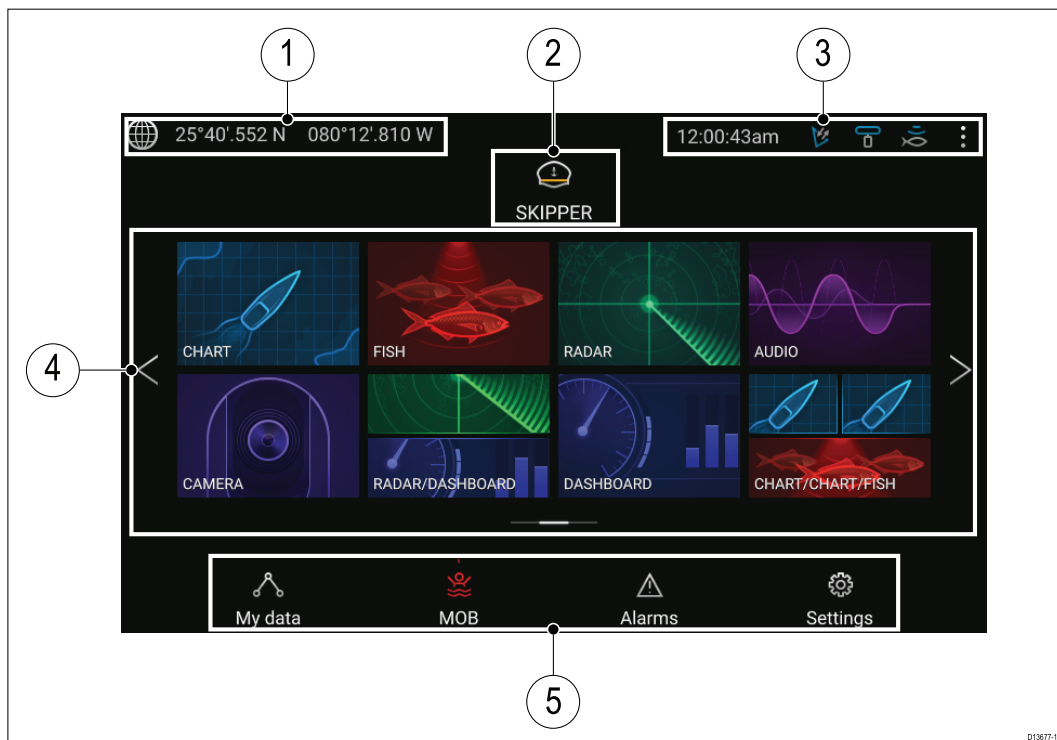 1
2
3
25°40'.552 N 080°12'.810 W
12:00:43am
SKIPPER
CHART
FISH
RADAR
AUDIO
4
CAMERA
RADAR/DASHBOARD
DASHBOARD
CHART/CHART/FISH
My data
MOB
Alarms
Settings
5
D13677-1